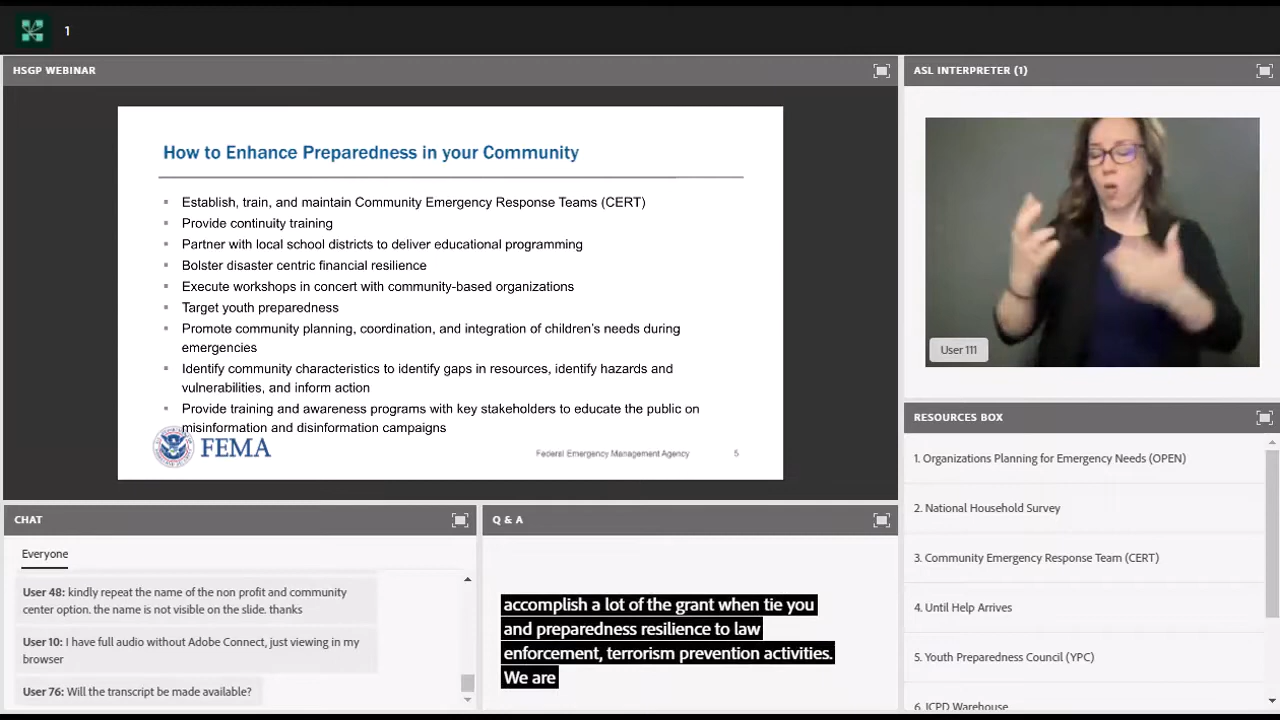 1
HSGP WEBINAR
How to Enhance Preparedness in your Community
Establish, train, and maintain Community Emergency Response Teams (CERT)
Provide continuity training
Partner with local school districts to deliver educational programming
Bolster disaster centric financial resilience
Execute workshops in concert with community-based organizations
Target youth preparedness
Promote community planning, coordination, and integration of children's needs during
emergencies
Identify community characteristics to identify gaps in resources, identify hazards and
vulnerabilities, and inform action
Provide training and awareness programs with key stakeholders to educate the public on
misinformation and disinformation campaigns
FEMA
Federal Emergency Management Agency
5
ASL INTERPRETER (1)
User 111
RESOURCES BOX
1. Organizations Planning for Emergency Needs (OPEN)
2. National Household Survey
3. Community Emergency Response Team (CERT)
4. Until Help Arrives
5. Youth Preparedness Council (YPC)
6. ICPD Warehouse
CHAT
Everyone
User 48: kindly repeat the name of the non profit and community
center option. the name is not visible on the slide. thanks
User 10: I have full audio without Adobe Connect, just viewing in my
browser
User 76: Will the transcript be made available?
Q & A
accomplish a lot of the grant when tie you
and preparedness resilience to law
enforcement, terrorism prevention activities.
We are